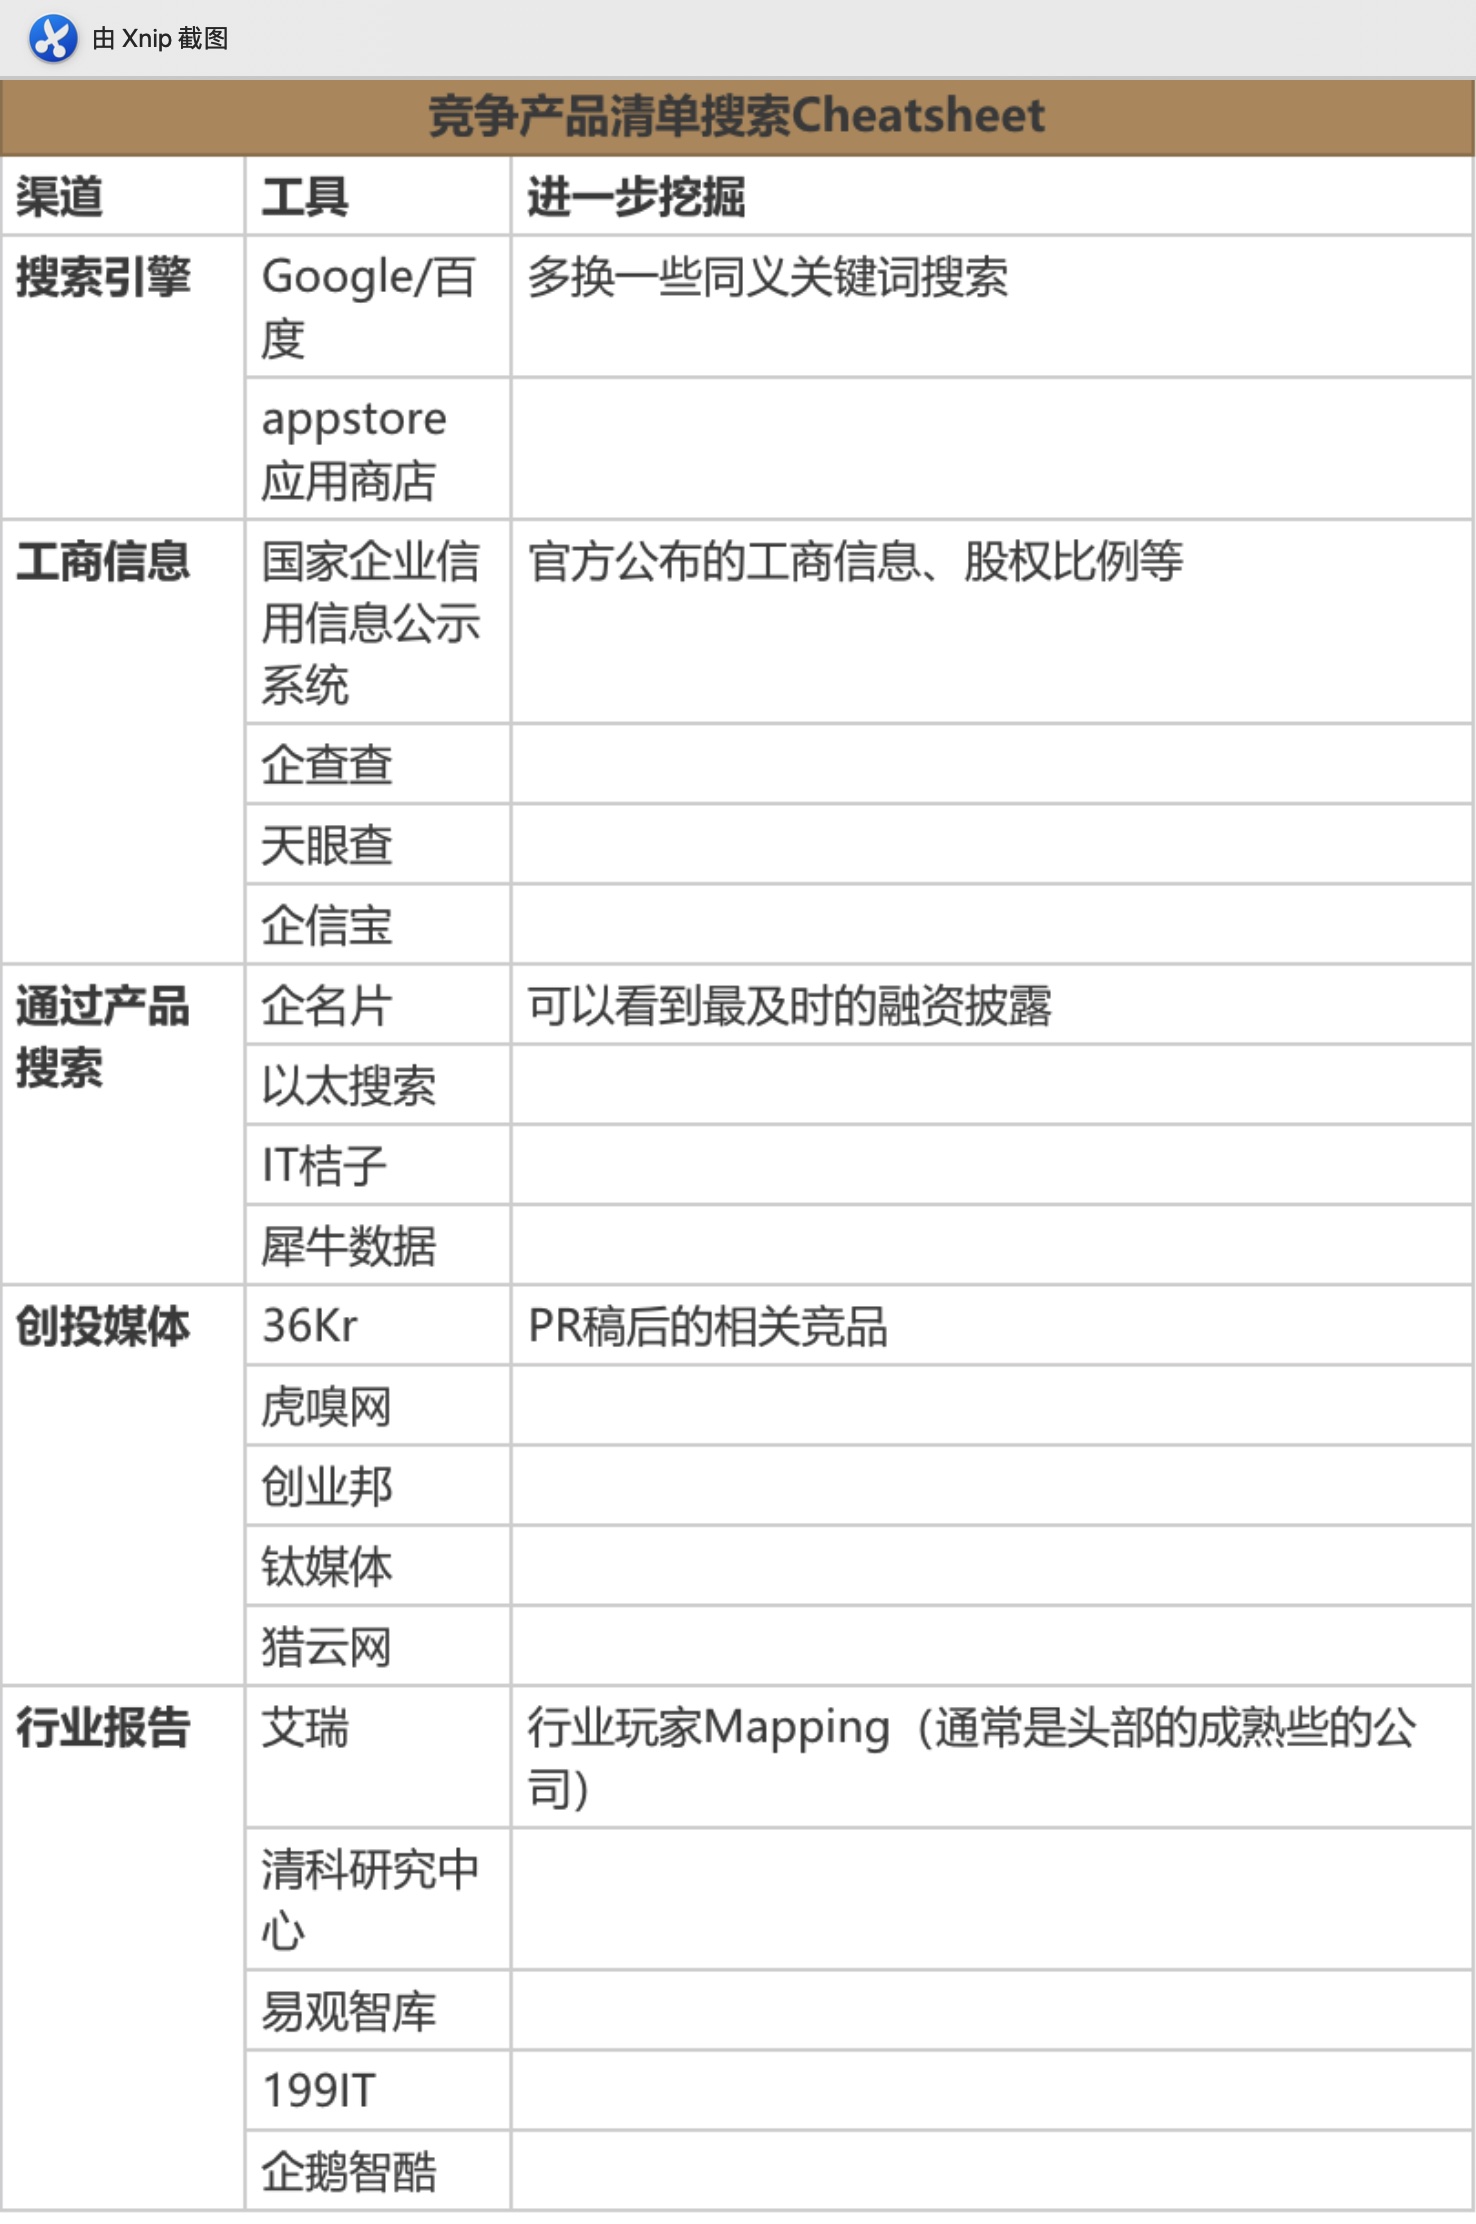 由 Xnip 截图
竞争产品清单搜索Cheatsheet
渠道 工具 进一步挖掘
搜索引擎 Google/百 多换一些同义关键词搜索
度
appstore
应用商店
工商信息 国家企业信 官方公布的工商信息、股权比例等
用信息公示
系统
企查查
天眼查
企信宝
通过产品 企名片 可以看到最及时的融资披露
搜索
以太搜索
IT桔子
犀牛数据
创投媒体 36Kr PR稿后的相关竞品
虎嗅网
创业邦
钛媒体
猎云网
行业报告 艾瑞 行业玩家Mapping（通常是头部的成熟些的公
司）
清科研究中
心
易观智库
199IT
企鹅智酷